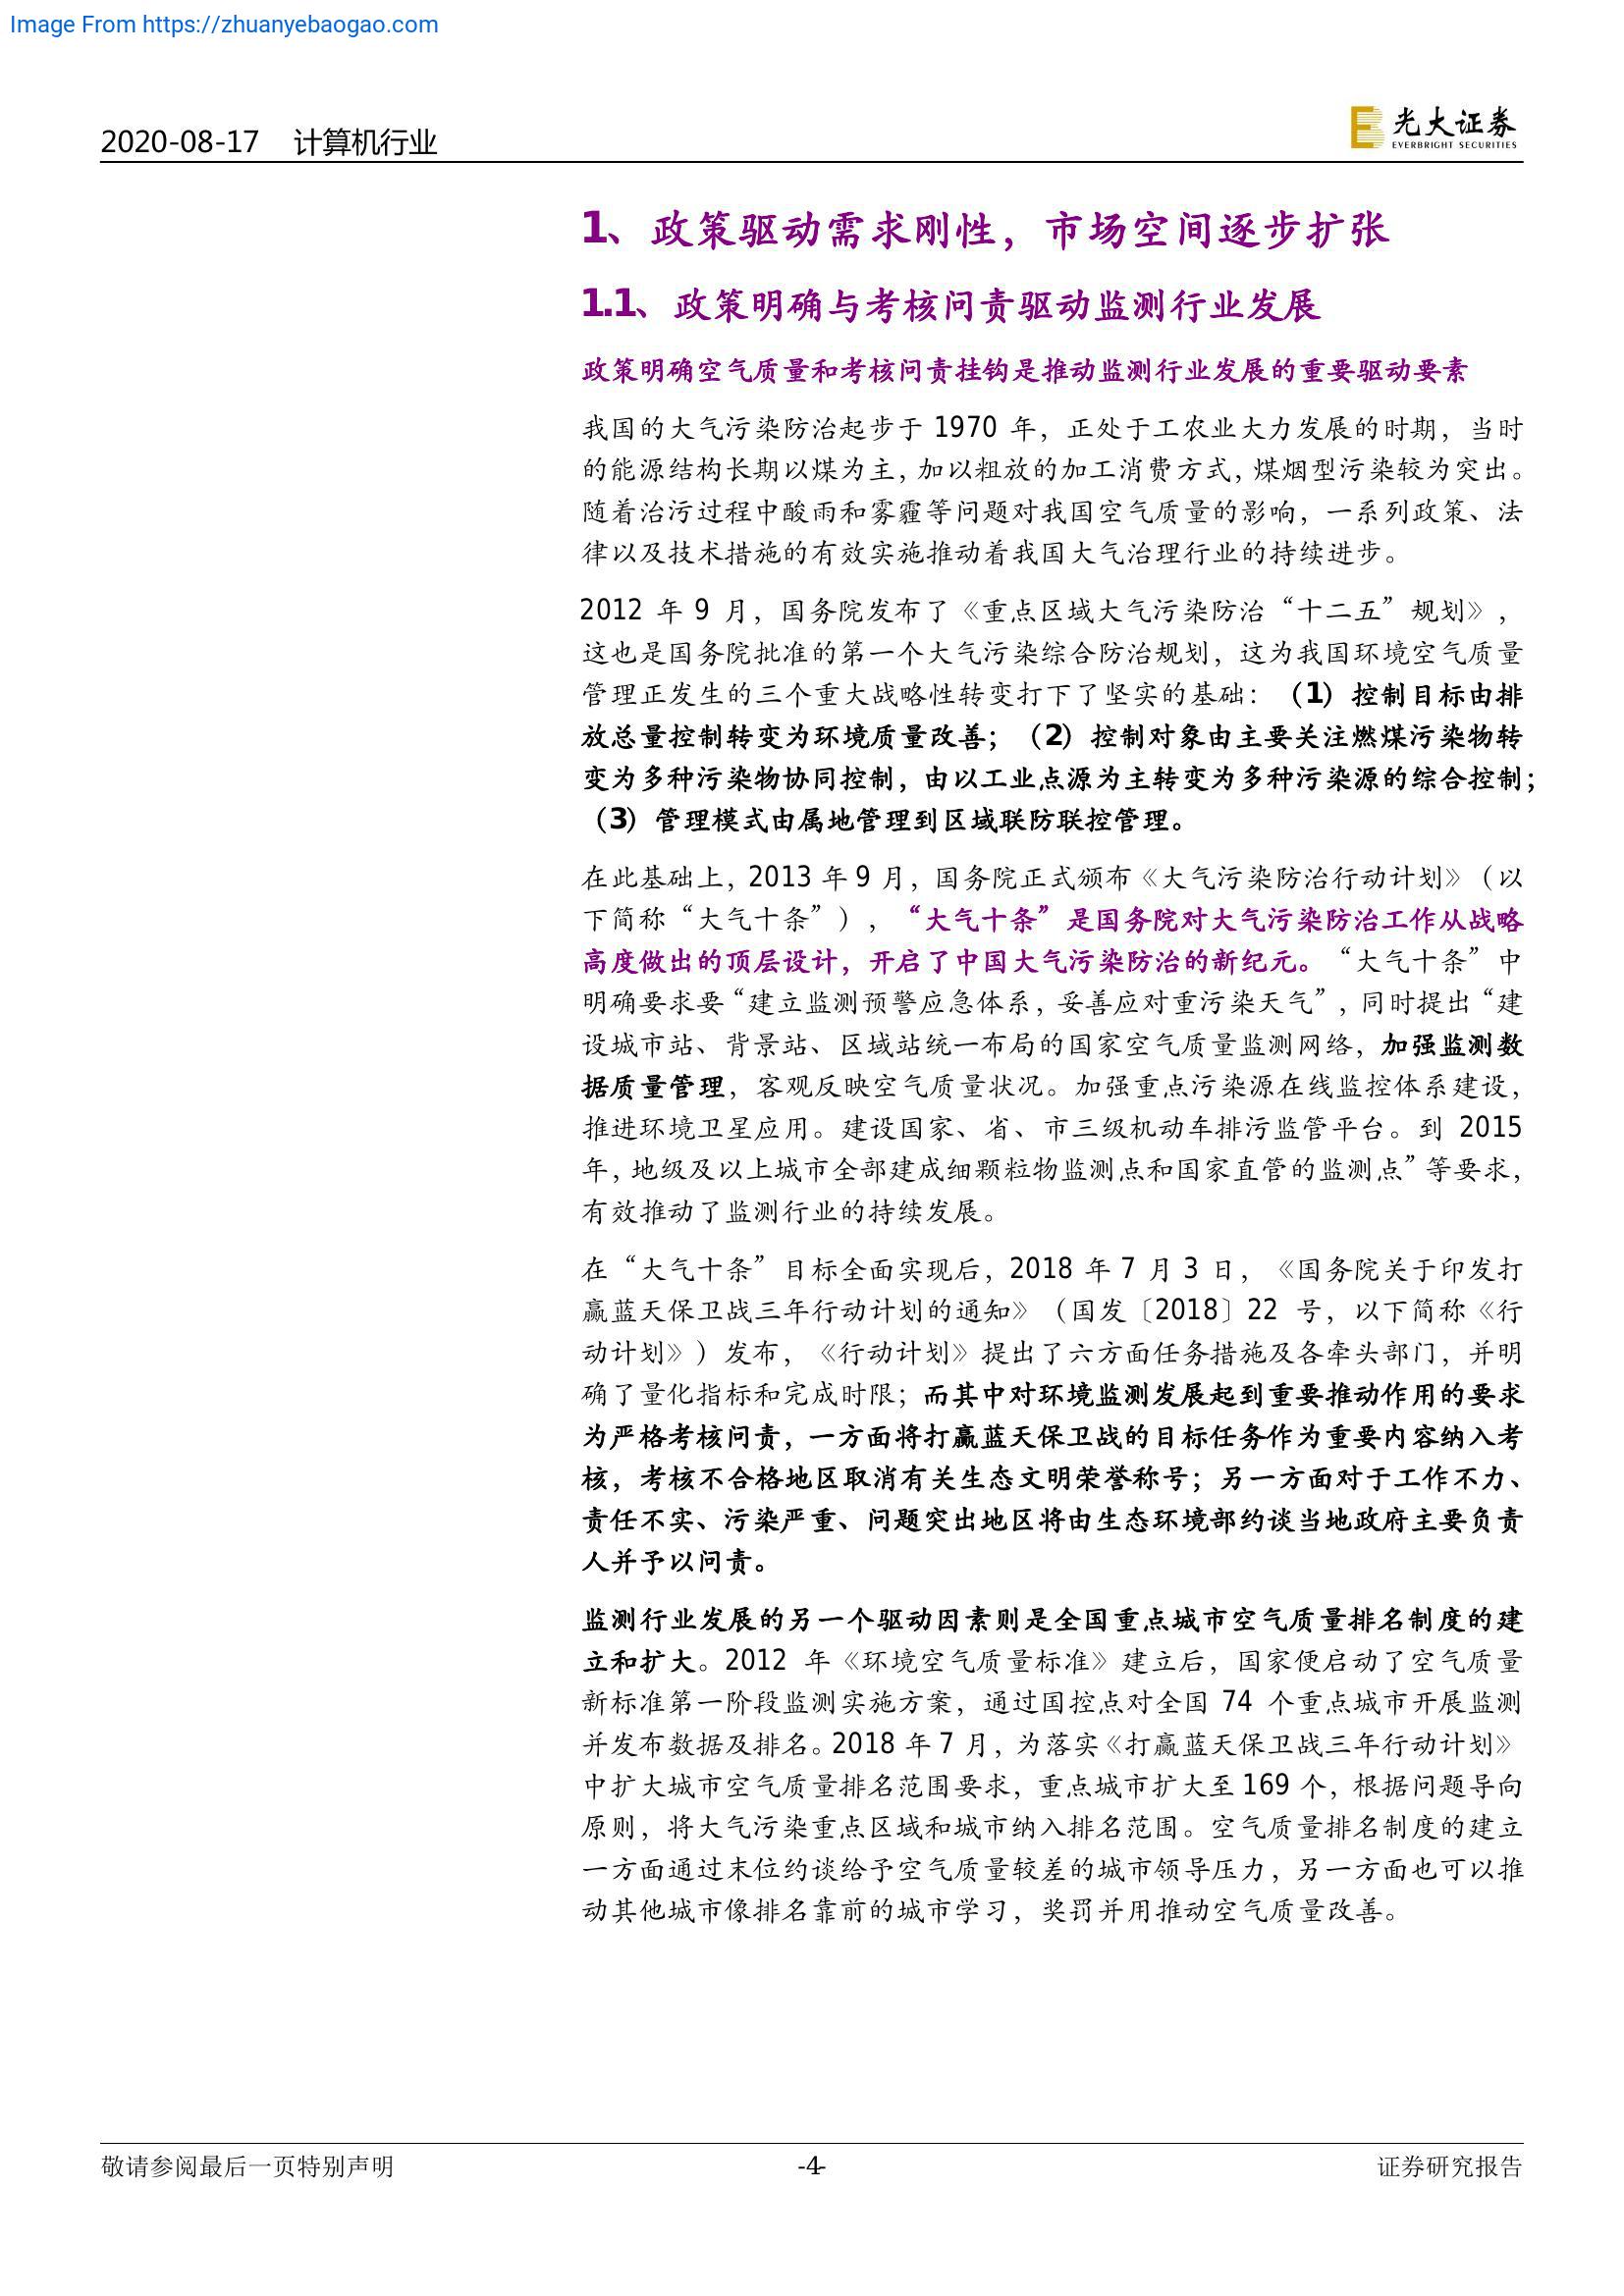 Image From https://zhuanyebaogao.com
2020-08-17 计算机行业
光大证券
EVERBRIGHT SECURITIES
1、政策驱动需求刚性，市场空间逐步扩张
1.1、政策明确与考核问责驱动监测行业发展
政策明确空气质量和考核问责挂钩是推动监测行业发展的重要驱动要素
我国的大气污染防治起步于 1970 年，正处于工农业大力发展的时期，当时
的能源结构长期以煤为主，加以粗放的加工消费方式，煤烟型污染较为突出。
随着治污过程中酸雨和雾霾等问题对我国空气质量的影响，一系列政策、法
律以及技术措施的有效实施推动着我国大气治理行业的持续进步。
2012 年 9 月，国务院发布了《重点区域大气污染防治“十二五”规划》，
这也是国务院批准的第一个大气污染综合防治规划，这为我国环境空气质量
管理正发生的三个重大战略性转变打下了坚实的基础：（1）控制目标由排
放总量控制转变为环境质量改善；（2）控制对象由主要关注燃煤污染物转
变为多种污染物协同控制，由以工业点源为主转变为多种污染源的综合控制；
（3）管理模式由属地管理到区域联防联控管理。
在此基础上，2013 年 9 月，国务院正式颁布《大气污染防治行动计划》（以
下简称“大气十条”），“大气十条”是国务院对大气污染防治工作从战略
高度做出的顶层设计，开启了中国大气污染防治的新纪元。“大气十条”中
明确要求要“建立监测预警应急体系，妥善应对重污染天气”，同时提出“建
设城市站、背景站、区域站统一布局的国家空气质量监测网络，加强监测数
据质量管理，客观反映空气质量状况。加强重点污染源在线监控体系建设，
推进环境卫星应用。建设国家、省、市三级机动车排污监管平台。到 2015
年，地级及以上城市全部建成细颗粒物监测点和国家直管的监测点”等要求，
有效推动了监测行业的持续发展。
在“大气十条”目标全面实现后，2018 年 7 月 3 日，《国务院关于印发打
赢蓝天保卫战三年行动计划的通知》（国发〔2018〕22 号，以下简称《行
动计划》）发布，《行动计划》提出了六方面任务措施及各牵头部门，并明
确了量化指标和完成时限；而其中对环境监测发展起到重要推动作用的要求
为严格考核问责，一方面将打赢蓝天保卫战的目标任务作为重要内容纳入考
核，考核不合格地区取消有关生态文明荣誉称号；另一方面对于工作不力、
责任不实、污染严重、问题突出地区将由生态环境部约谈当地政府主要负责
人并予以问责。
监测行业发展的另一个驱动因素则是全国重点城市空气质量排名制度的建
立和扩大。2012 年《环境空气质量标准》建立后，国家便启动了空气质量
新标准第一阶段监测实施方案，通过国控点对全国 74 个重点城市开展监测
并发布数据及排名。2018 年 7 月，为落实《打赢蓝天保卫战三年行动计划》
中扩大城市空气质量排名范围要求，重点城市扩大至 169 个，根据问题导向
原则，将大气污染重点区域和城市纳入排名范围。空气质量排名制度的建立
一方面通过末位约谈给予空气质量较差的城市领导压力，另一方面也可以推
动其他城市像排名靠前的城市学习，奖罚并用推动空气质量改善。
敬请参阅最后一页特别声明
-4-
证券研究报告